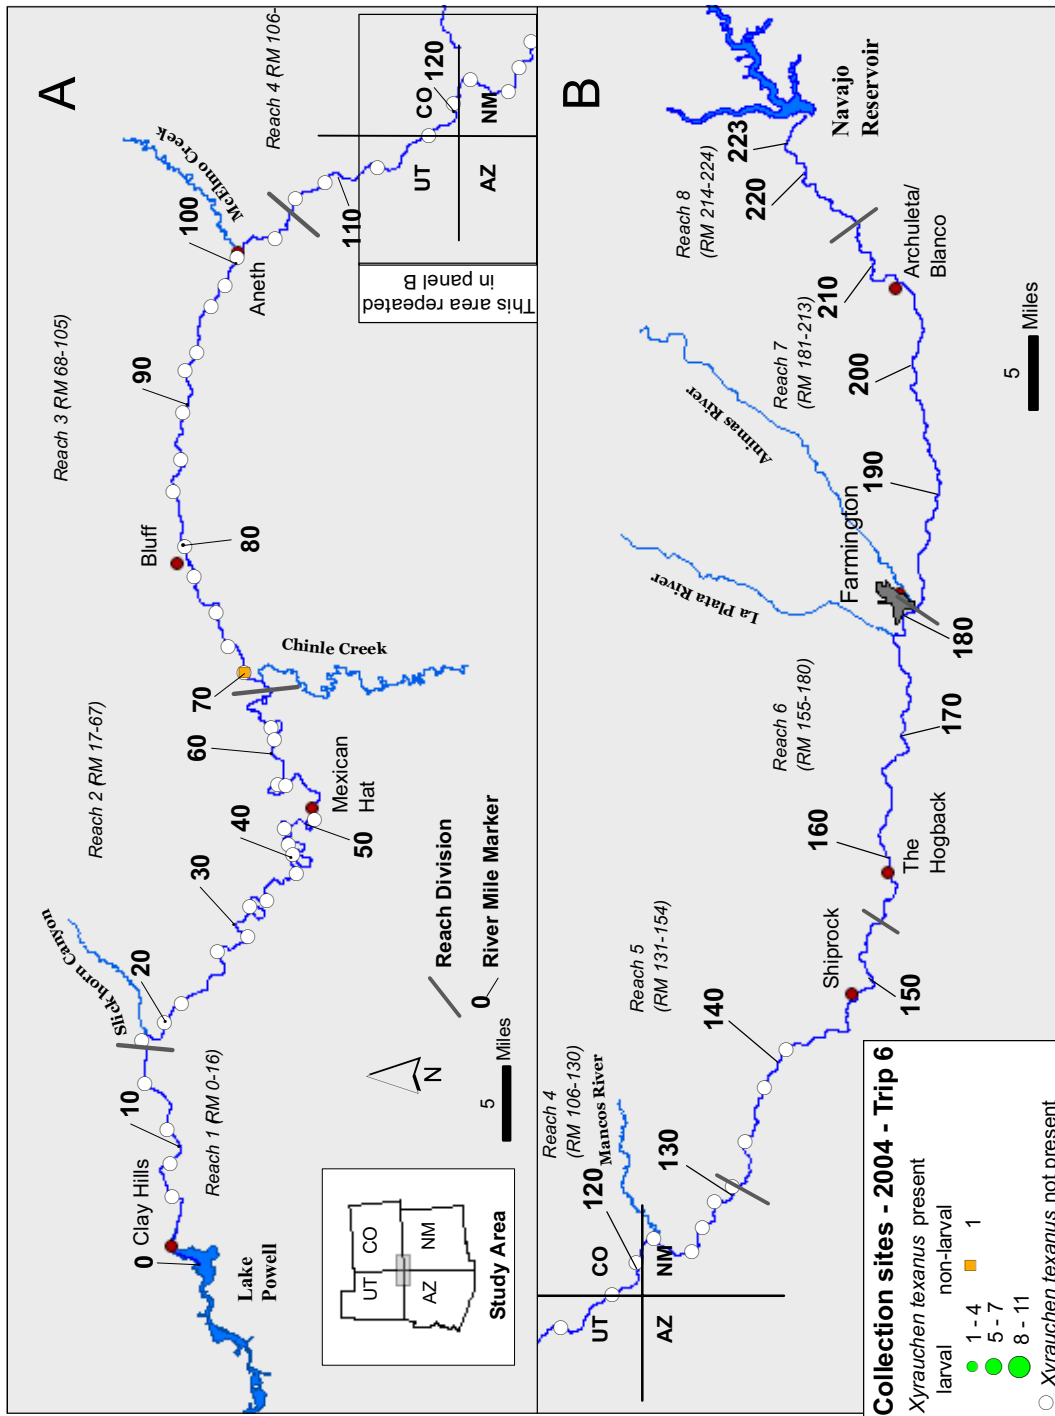 A
Lake
Powell
0
Clay Hills
10
Reach 1 (RM 0-16)
Slickhorn Canyon
20
Reach 2 (RM 17-67)
30
40
50
Mexican
Hat
60
70
Chinle Creek
Bluff
80
Reach 3 RM 68-105)
90
100
Aneth
McElmo Creek
110
Reach 4 (RM 106-
This area repeated
in panel B
UT
CO
120
AZ
NM
UT
CO
AZ
NM
Study Area
N
5
Miles
Reach Division
0
River Mile Marker
B
UT
CO
120
AZ
NM
Mancos River
Reach 4
(RM 106-130)
130
Reach 5
(RM 131-154)
140
Shiprock
150
The
Hogback
160
Reach 6
(RM 155-180)
170
La Plata River
180
Farmington
Animas River
190
Reach 7
(RM 181-213)
200
210
Archuleta/
Blanco
Reach 8
(RM 214-224)
220
223
Navajo
Reservoir
5
Miles
Collection sites - 2004 - Trip 6
Xyrauchen texanus present
larval
non-larval
1 - 4
1
5 - 7
8 - 11
Xyrauchen texanus not present